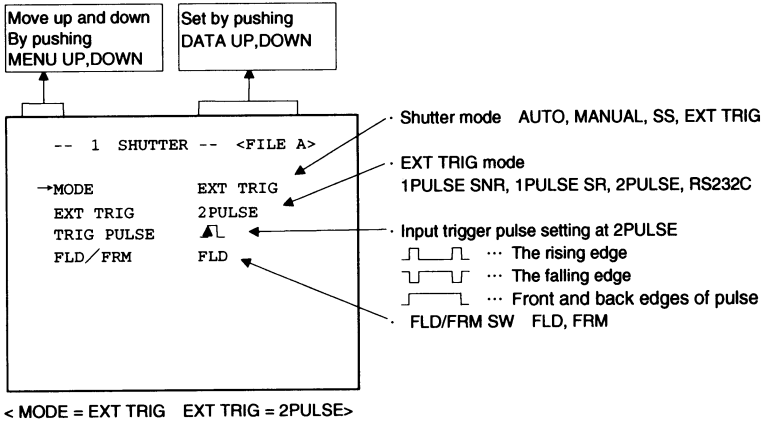 Move up and down
By pushing
MENU UP,DOWN
Set by pushing
DATA UP,DOWN
-- 1 SHUTTER -- <FILE A>
→MODE EXT TRIG
EXT TRIG 2PULSE
TRIG PULSE
FLD/FRM FLD
· Shutter mode AUTO, MANUAL, SS, EXT TRIG
· EXT TRIG mode
1PULSE SNR, 1PULSE SR, 2PULSE, RS232C
· Input trigger pulse setting at 2PULSE
··· The rising edge
··· The falling edge
··· Front and back edges of pulse
· FLD/FRM SW FLD, FRM
< MODE = EXT TRIG EXT TRIG = 2PULSE>